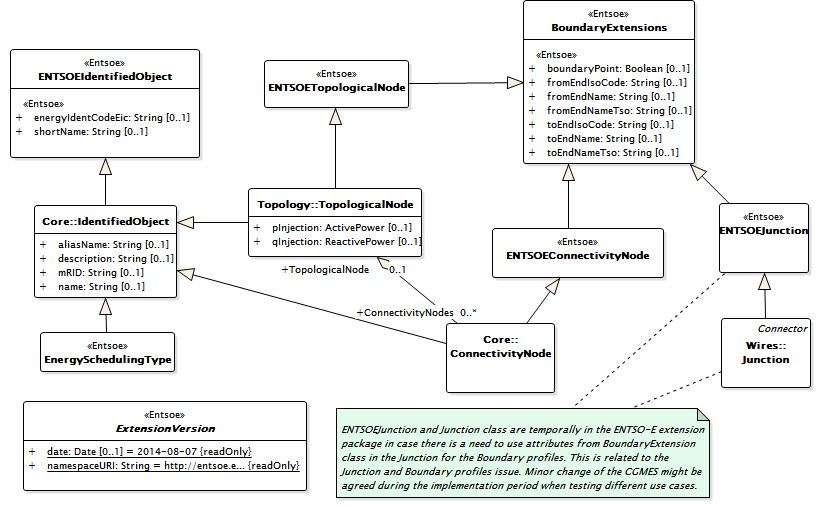 «Entsoe»
BoundaryExtensions
«Entsoe»
+ boundaryPoint: Boolean [0..1]
+ fromEndIsoCode: String [0..1]
+ fromEndName: String [0..1]
+ fromEndNameTso: String [0..1]
+ toEndIsoCode: String [0..1]
+ toEndName: String [0..1]
+ toEndNameTso: String [0..1]
«Entsoe»
ENTSOEIdentifiedObject
«Entsoe»
+ energyIdentCodeEic: String [0..1]
+ shortName: String [0..1]
«Entsoe»
ENTSOETopologicalNode
Core::IdentifiedObject
+ aliasName: String [0..1]
+ description: String [0..1]
+ mRID: String [0..1]
+ name: String [0..1]
Topology::TopologicalNode
+ pInjection: ActivePower [0..1]
+ qInjection: ReactivePower [0..1]
«Entsoe»
ENTSOEConnectivityNode
«Entsoe»
ENTSOEJunction
+TopologicalNode 0..1
+ConnectivityNodes 0..*
«Entsoe»
EnergySchedulingType
Core::
ConnectivityNode
Connector
Wires::
Junction
«Entsoe»
ExtensionVersion
+ date: Date [0..1] = 2014-08-07 {readOnly}
+ namespaceURI: String = http://entsoe.e... {readOnly}
ENTSOEJunction and Junction class are temporally in the ENTSO-E extension
package in case there is a need to use attributes from BoundaryExtension
class in the Junction for the Boundary profiles. This is related to the
Junction and Boundary profiles issue. Minor change of the CGMES might be
agreed during the implementation period when testing different use cases.